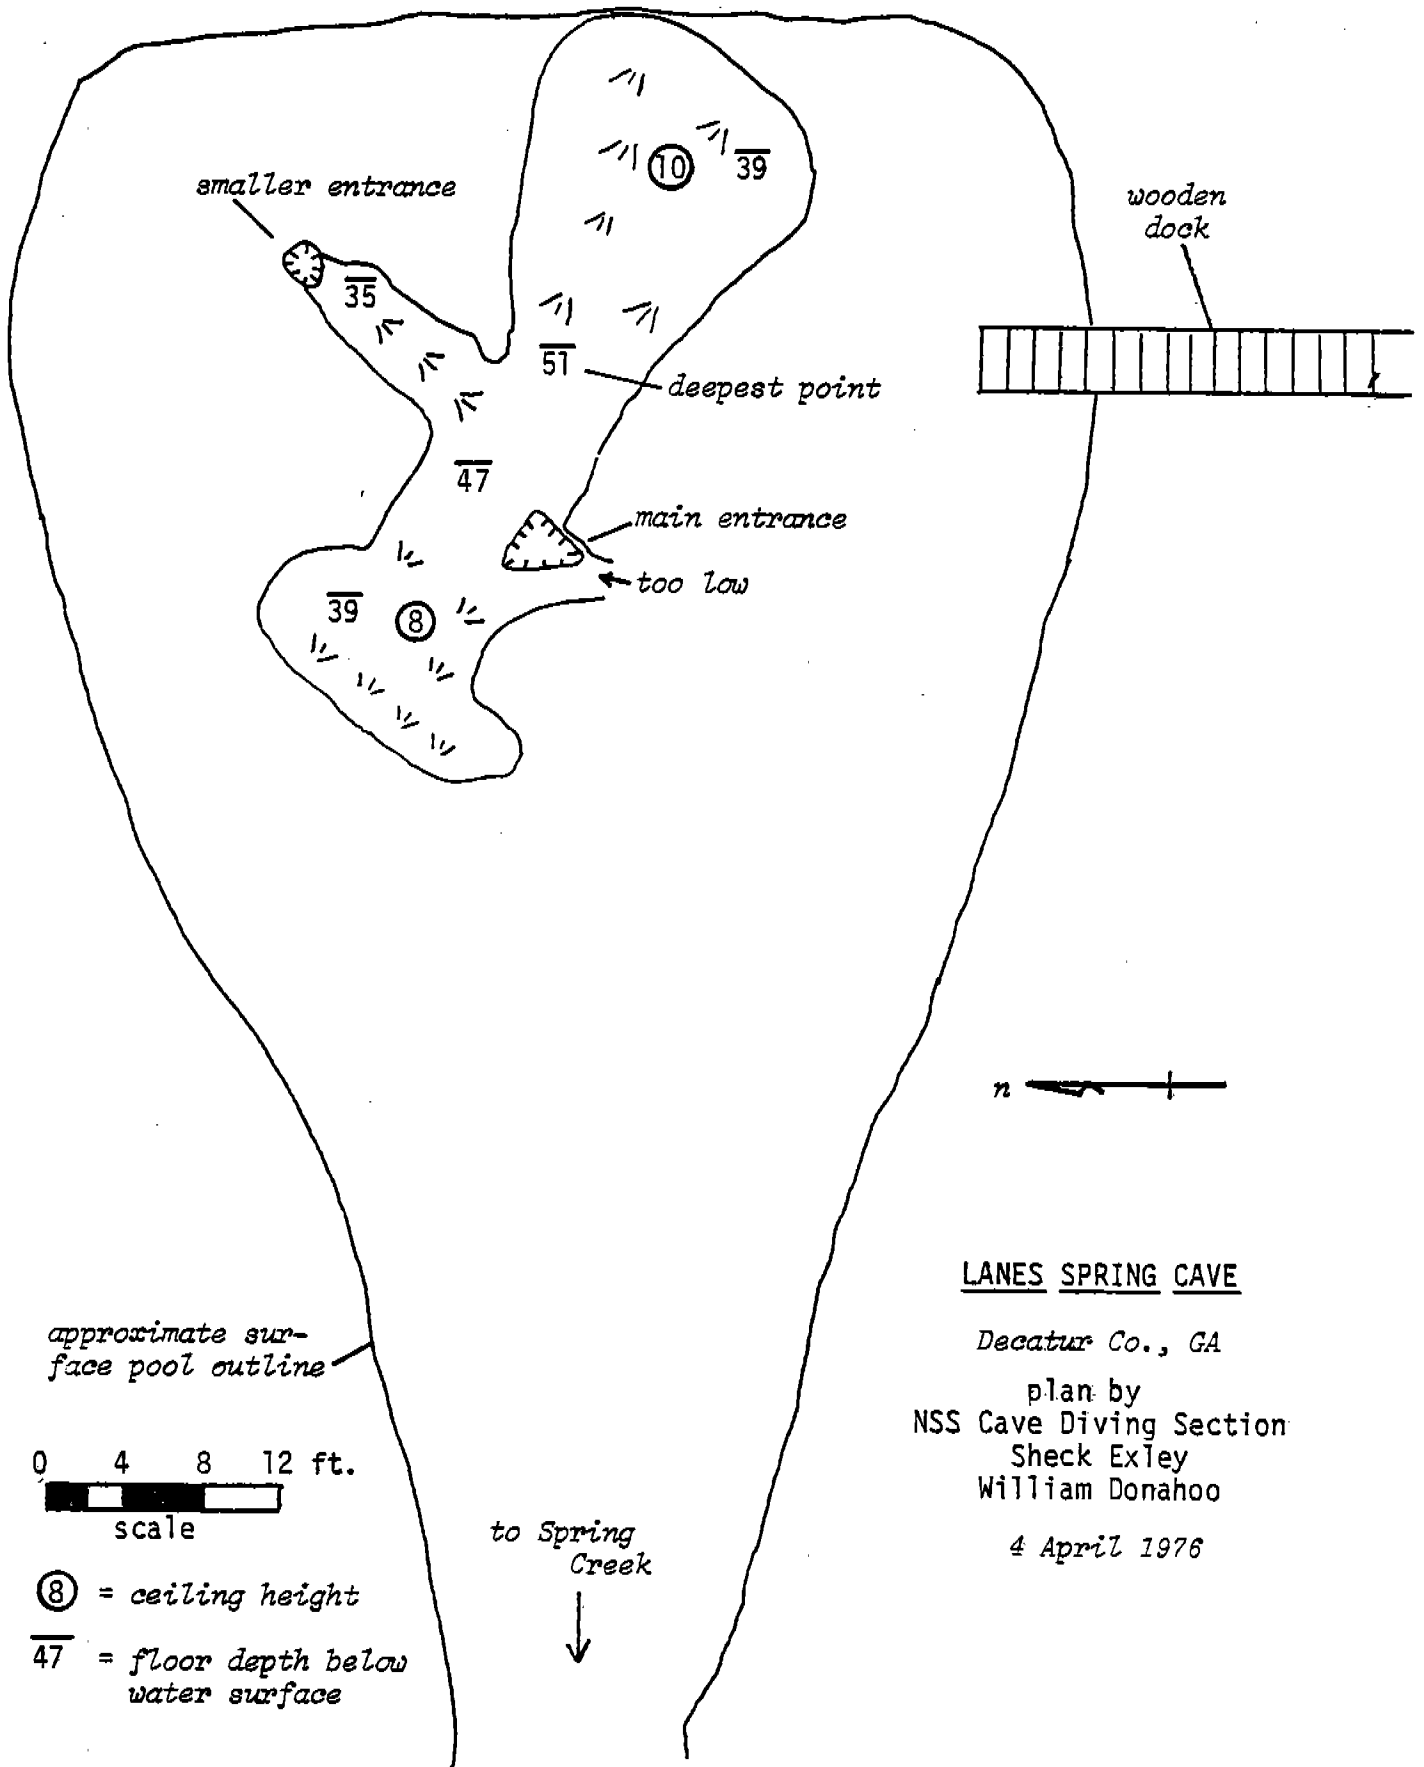 10
39
smaller entrance
wooden
dock
35
51
deepest point
47
main entrance
too low
39
8
n
LANES SPRING CAVE
Decatur Co., GA
plan by
NSS Cave Diving Section
Sheck Exley
William Donahoo
4 April 1976
approximate sur-
face pool outline
0 4 8 12 ft.
scale
to Spring
Creek
8 = ceiling height
47 = floor depth below
water surface